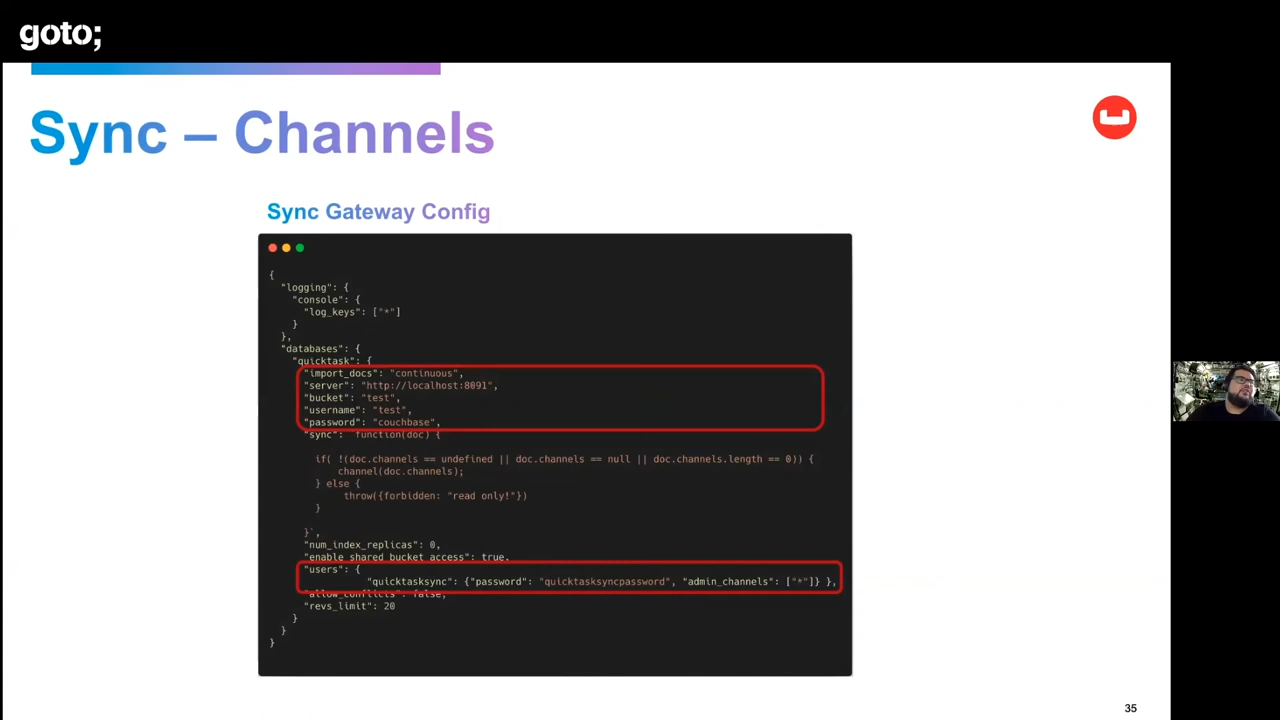 goto;
Sync – Channels
Sync Gateway Config
{
"logging": {
"console": {
"log_keys": ["*"]
}
},
"databases": {
"quicktask": {
"import_docs": "continuous",
"server": "http://localhost:8091",
"bucket": "test",
"username": "test",
"password": "couchbase",
"sync": `function(doc) {
if( !(doc.channels == undefined || doc.channels == null || doc.channels.length == 0)) {
channel(doc.channels);
} else {
throw({forbidden: "read only!"})
}
}`,
"num_index_replicas": 0,
"enable_shared_bucket_access": true,
"users": {
"quicktasksync": {"password": "quicktasksyncpassword", "admin_channels": ["*"]} },
"allow_conflicts": false,
"revs_limit": 20
}
}
}
35